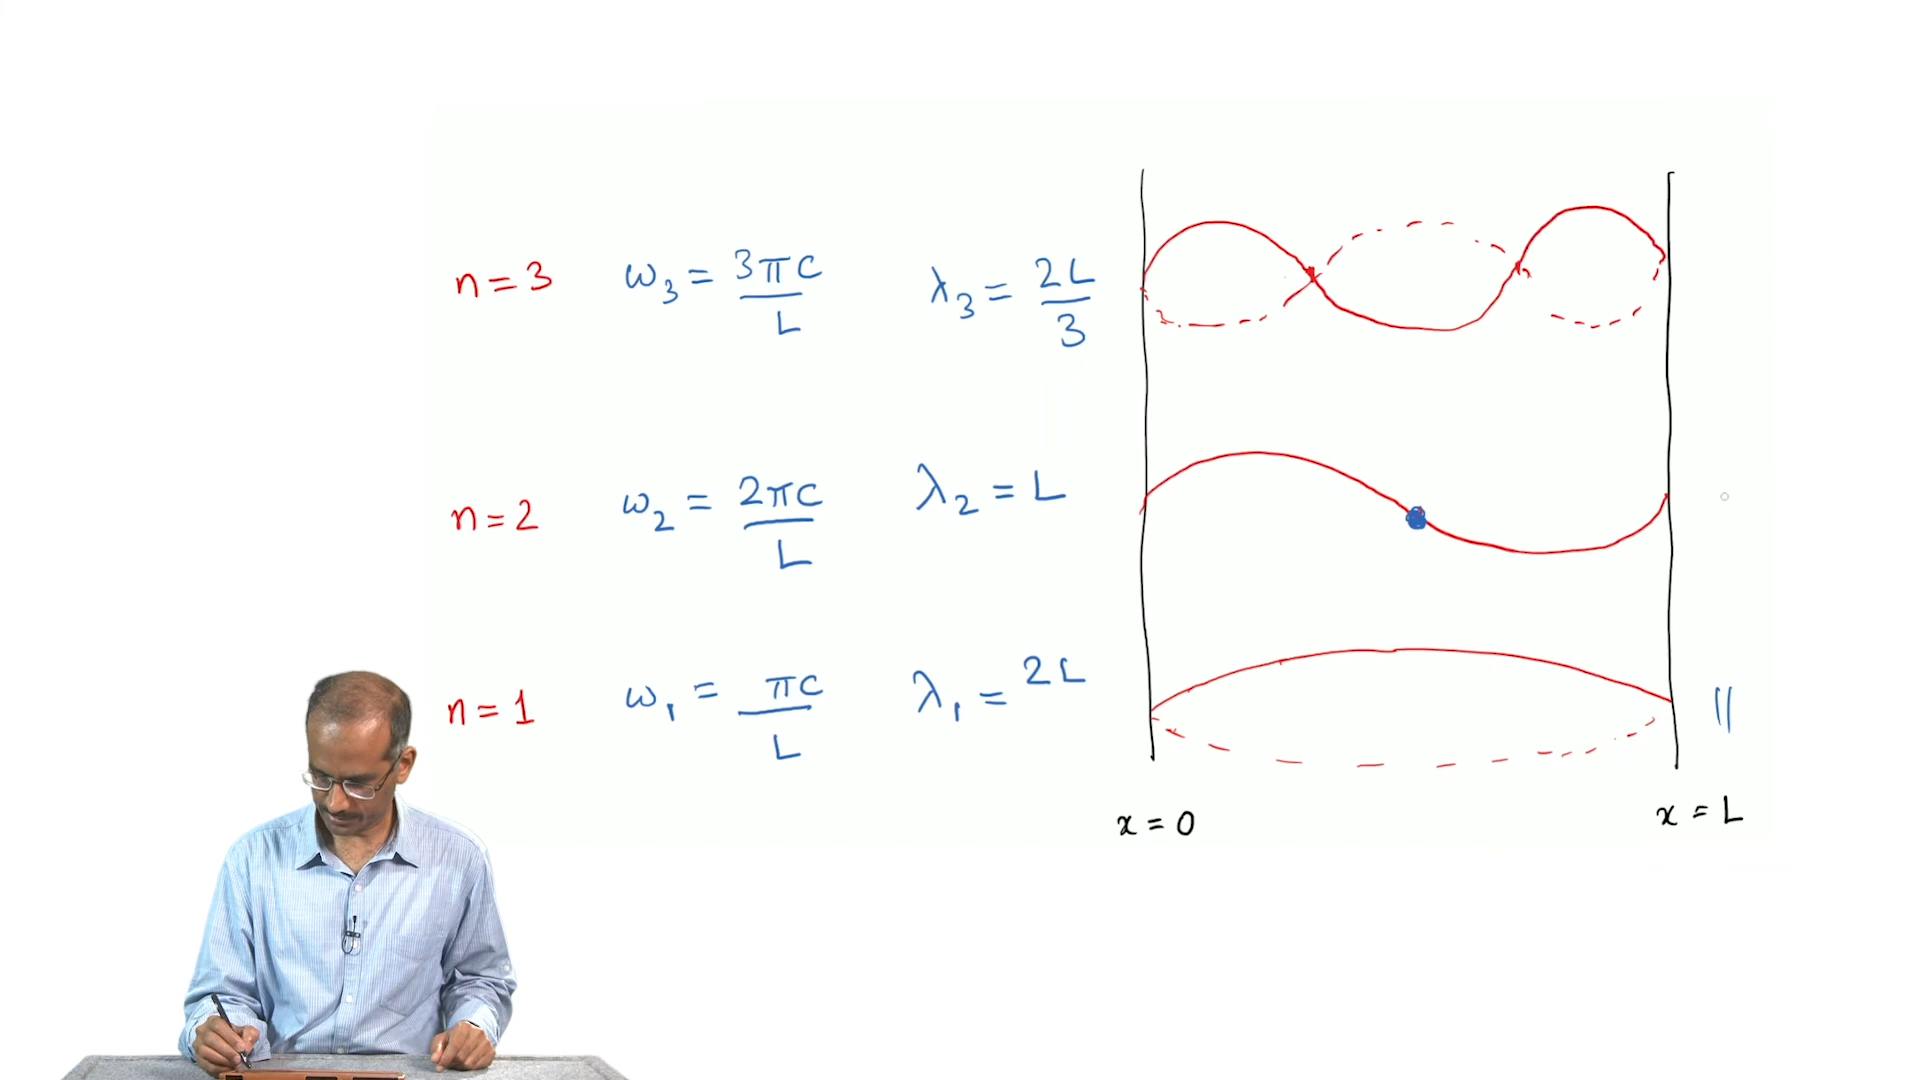 n = 3 ω₃ = 3πc/L λ₃ = 2L/3
n = 2 ω₂ = 2πc/L λ₂ = L
n = 1 ω₁ = πc/L λ₁ = 2L
x = 0 x = L